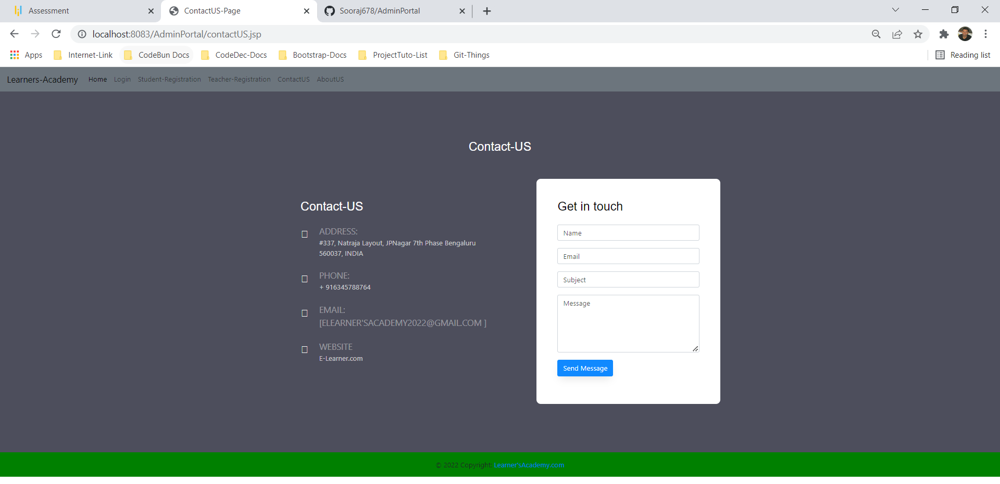 Assessment
ContactUS-Page
Sooraj678/AdminPortal
localhost:8083/AdminPortal/contactUS.jsp
Apps Internet-Link CodeBun Docs CodeDec-Docs Bootstrap-Docs ProjectTuto-List Git-Things Reading list
Learners-Academy Home Login Student-Registration Teacher-Registration ContactUS AboutUS
Contact-US
Contact-US
ADDRESS:
#337, Natraja Layout, JPNagar 7th Phase Bengaluru
560037, INDIA
PHONE:
+ 916345788764
EMAIL:
[ELEARNER'SACADEMY2022@GMAIL.COM ]
WEBSITE
E-Learner.com
Get in touch
Name
Email
Subject
Message
Send Message
© 2022 Copyright: Learner'sAcademy.com